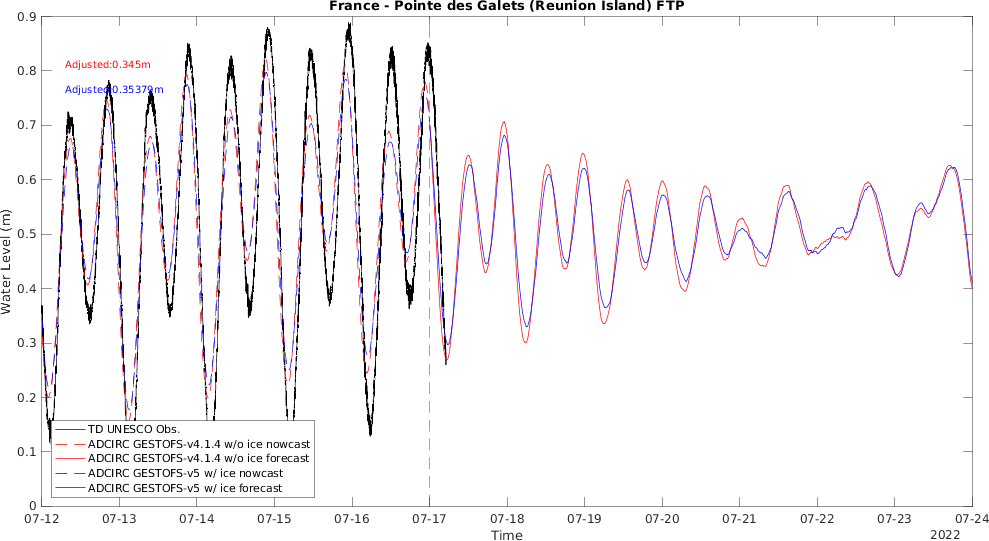 France - Pointe des Galets (Reunion Island) FTP
0.9
0.8
0.7
0.6
0.5
0.4
0.3
0.2
0.1
0
Water Level (m)
Adjusted:0.345m
Adjusted:0.35379m
TD UNESCO Obs.
ADCIRC GESTOFS-v4.1.4 w/o ice nowcast
ADCIRC GESTOFS-v4.1.4 w/o ice forecast
ADCIRC GESTOFS-v5 w/ ice nowcast
ADCIRC GESTOFS-v5 w/ ice forecast
07-12 07-13 07-14 07-15 07-16 07-17 07-18 07-19 07-20 07-21 07-22 07-23 07-24
Time
2022